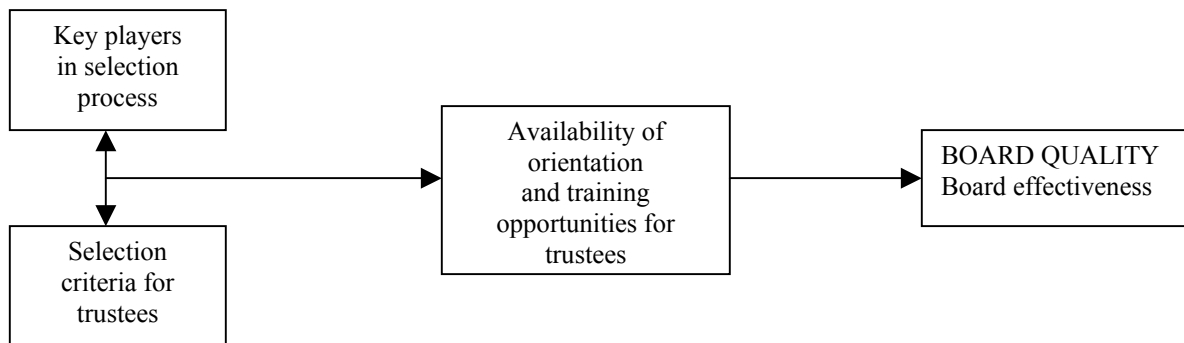 Key players
in selection
process
Selection
criteria for
trustees
Availability of
orientation
and training
opportunities for
trustees
BOARD QUALITY
Board effectiveness